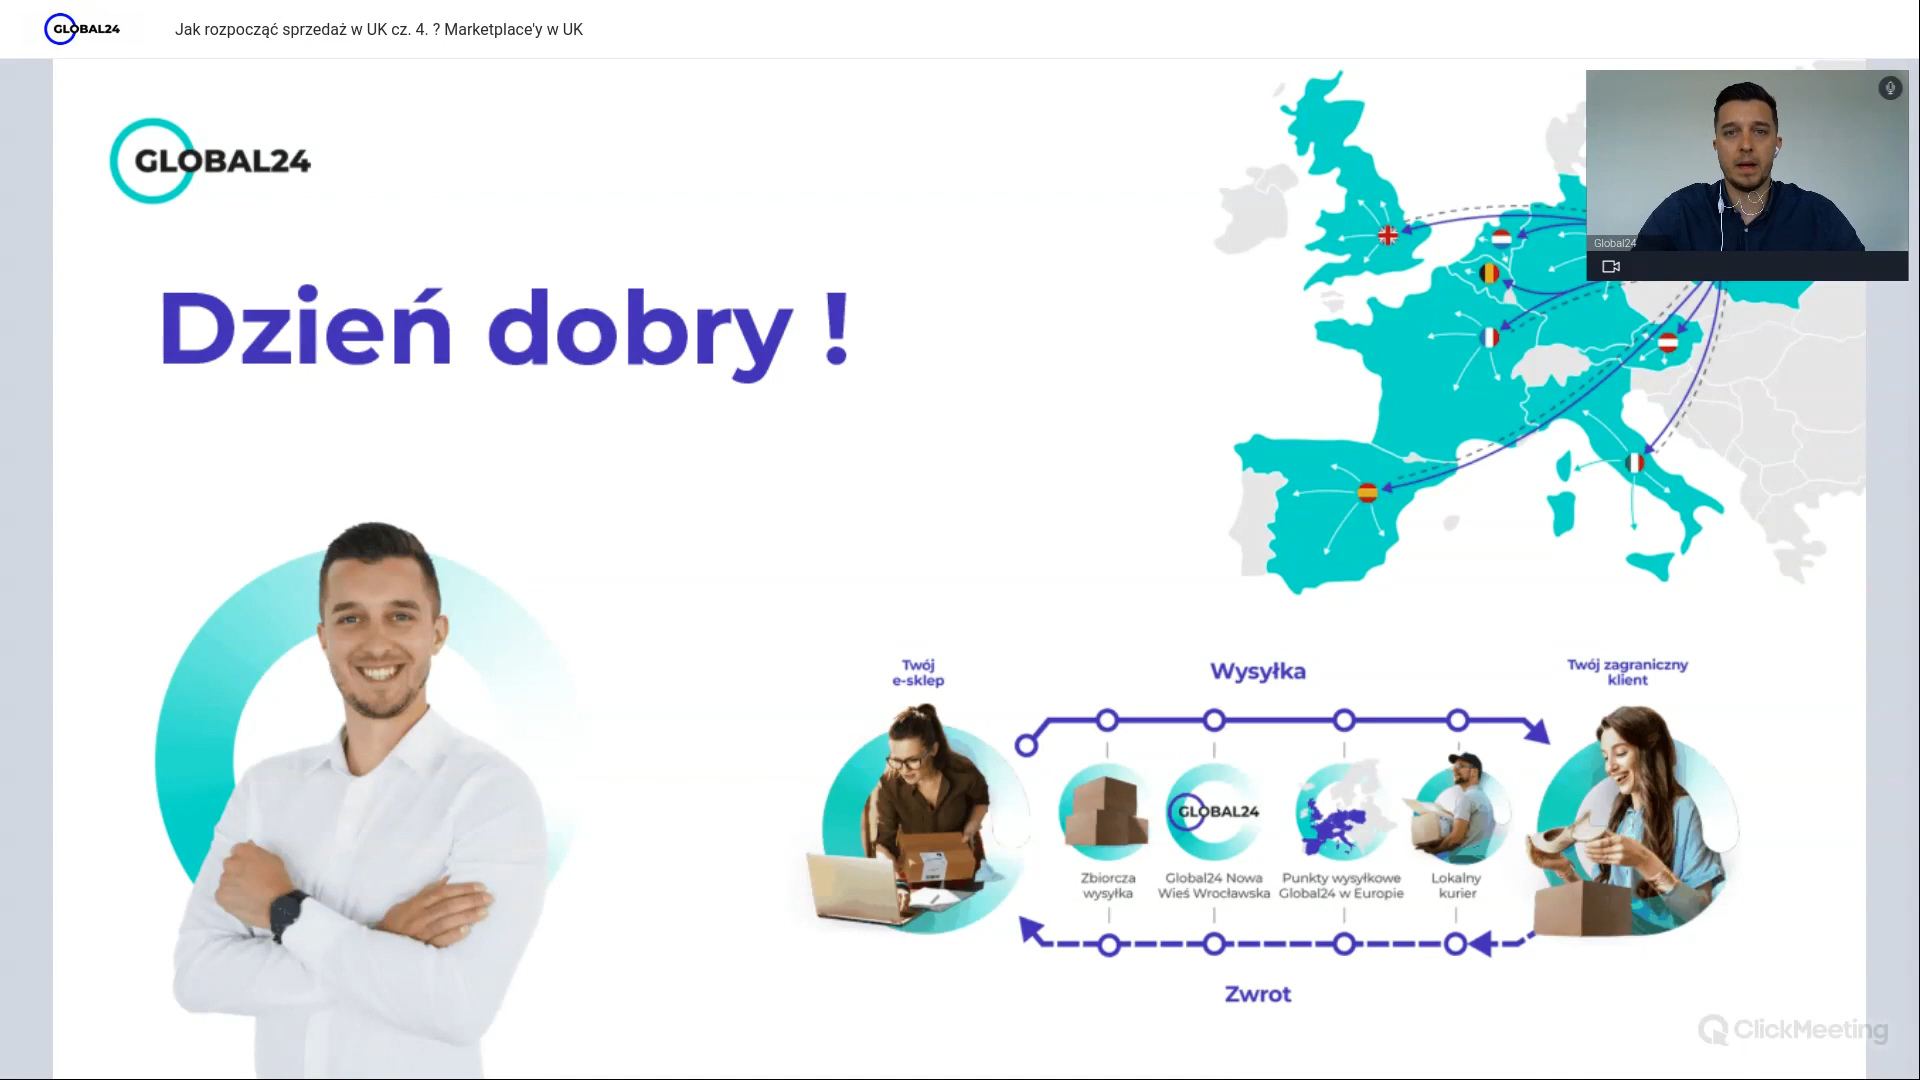 GLOBAL24
Jak rozpocząć sprzedaż w UK cz. 4. ? Marketplace'y w UK
GLOBAL24
Dzień dobry !
Global24
Twój
e-sklep
Wysyłka
Twój zagraniczny
klient
GLOBAL24
Zbiorcza
wysyłka
Global24 Nowa
Wieś Wrocławska
Punkty wysyłkowe
Global24 w Europie
Lokalny
kurier
Zwrot
ClickMeeting